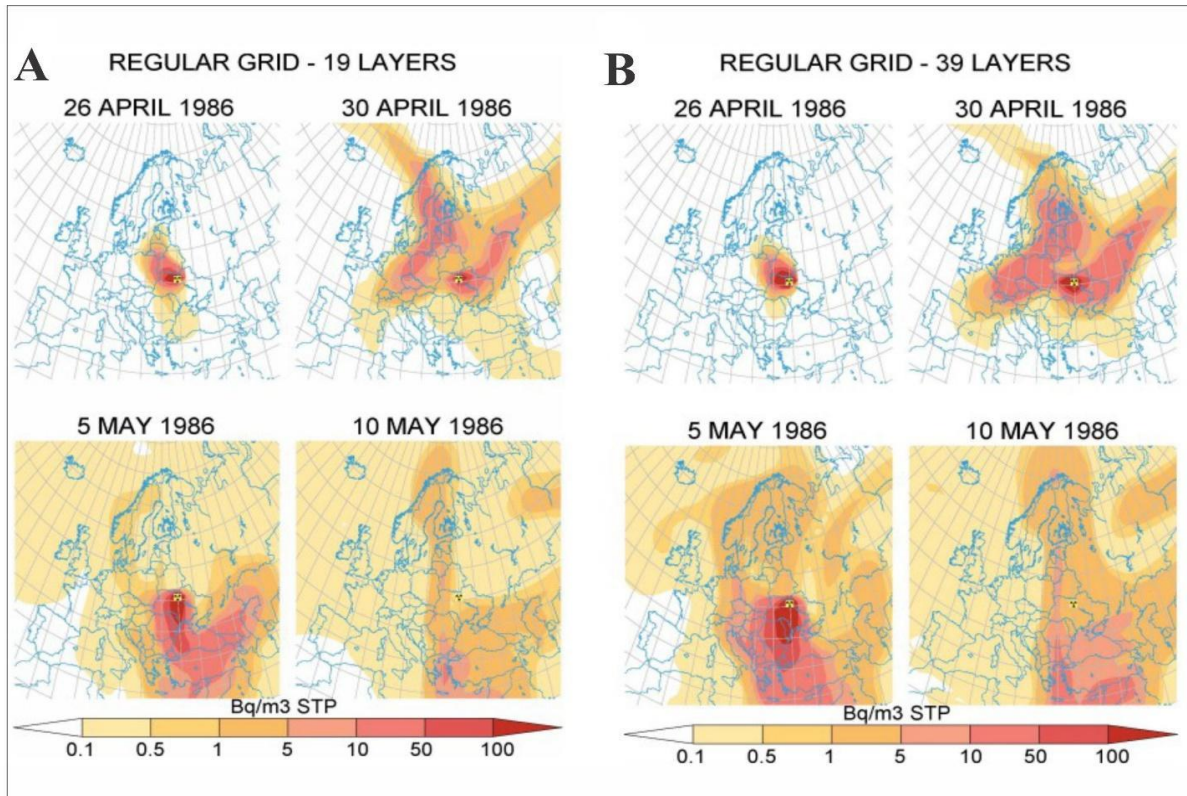 A
REGULAR GRID - 19 LAYERS
26 APRIL 1986
30 APRIL 1986
5 MAY 1986
10 MAY 1986
Bq/m3 STP
0.1 0.5 1 5 10 50 100
B
REGULAR GRID - 39 LAYERS
26 APRIL 1986
30 APRIL 1986
5 MAY 1986
10 MAY 1986
Bq/m3 STP
0.1 0.5 1 5 10 50 100